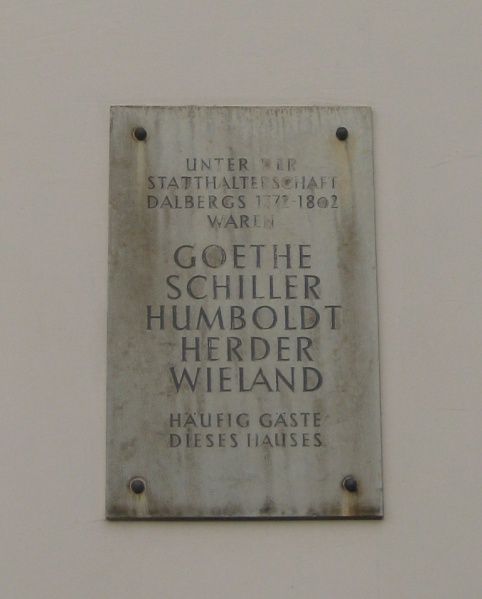 UNTER DER
STATTHALTERSCHAFT
DALBERGS 1772-1802
WAREN
GOETHE
SCHILLER
HUMBOLDT
HERDER
WIELAND
HÄUFIG GÄSTE
DIESES HAUSES